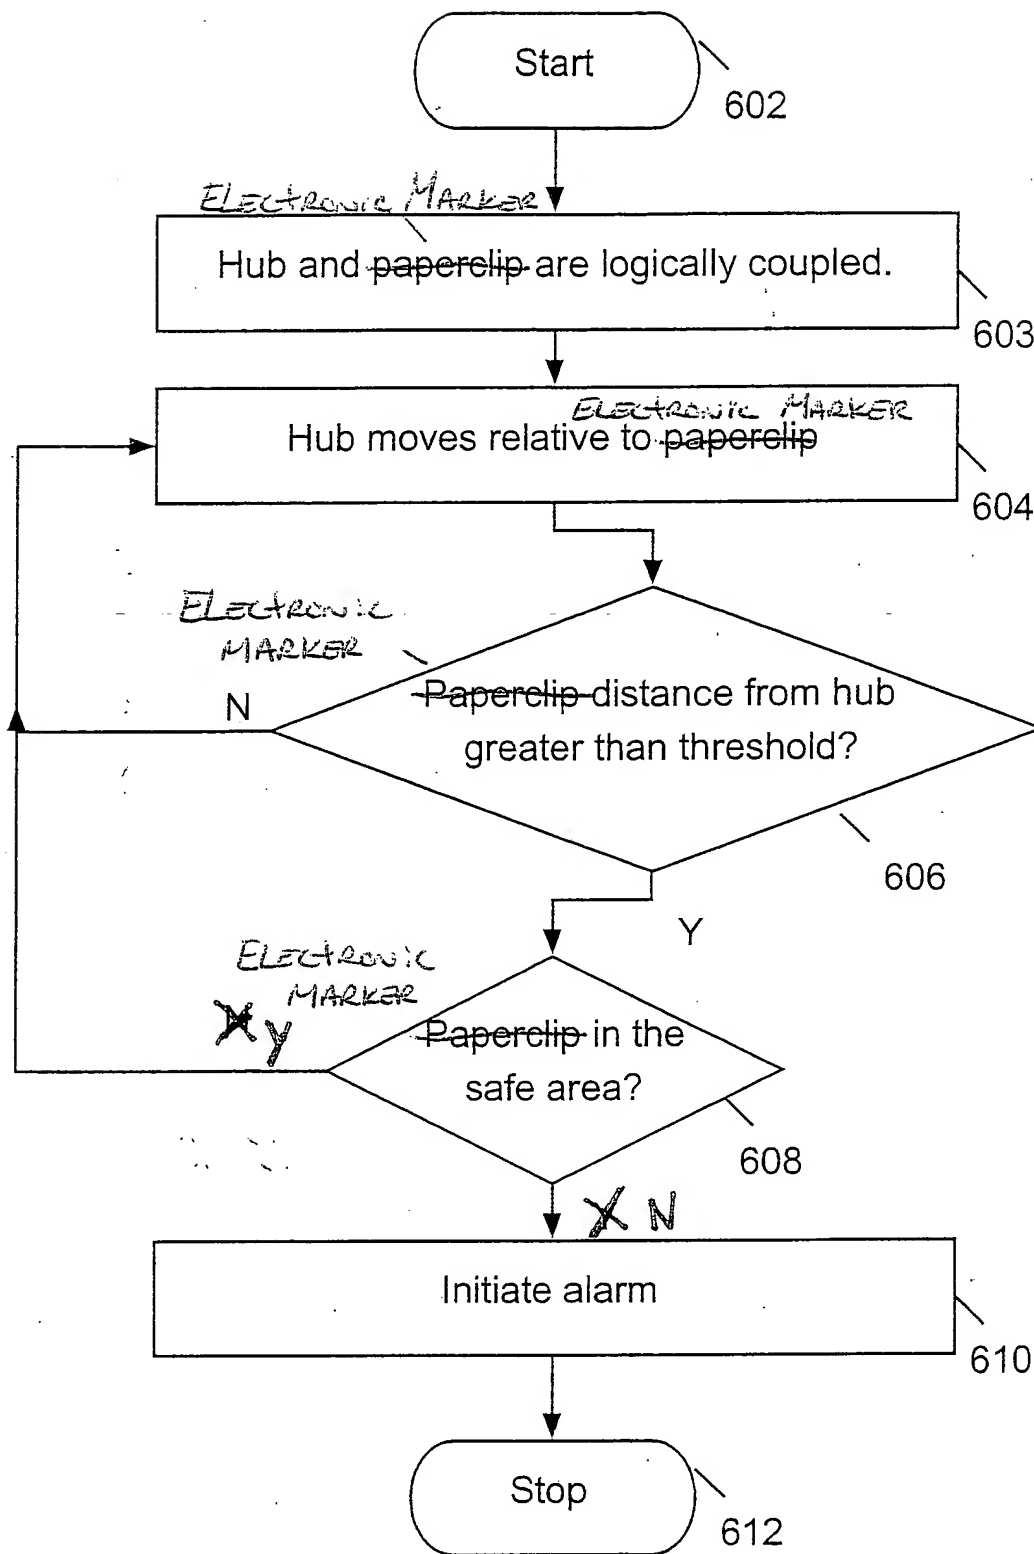 Start
602
ELECTRONIC MARKER
Hub and paperclip are logically coupled.
603
ELECTRONIC MARKER
Hub moves relative to paperclip
604
ELECTRONIC
MARKER
N
Paperclip distance from hub
greater than threshold?
606
Y
ELECTRONIC
MARKER
Y
Paperclip in the
safe area?
608
N
Initiate alarm
610
Stop
612